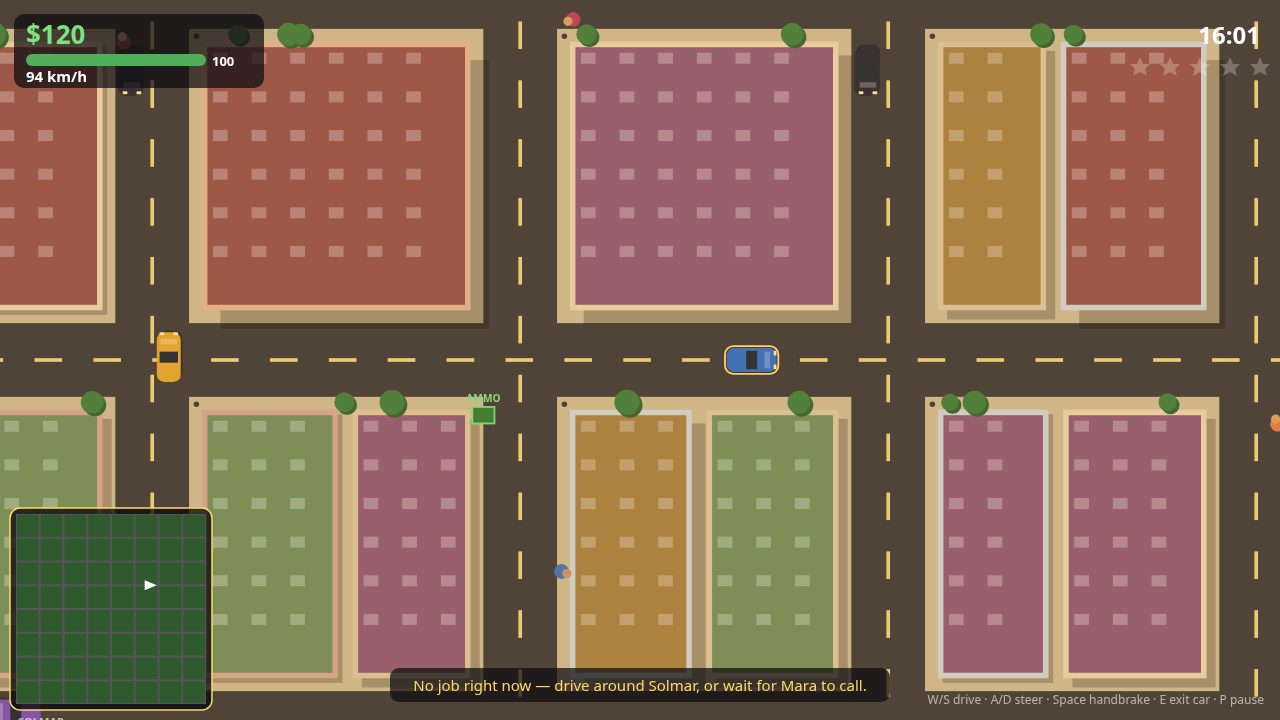 $120
100
94 km/h
16:01
AMMO
No job right now — drive around Solmar, or wait for Mara to call.
W/S drive · A/D steer · Space handbrake · E exit car · P pause